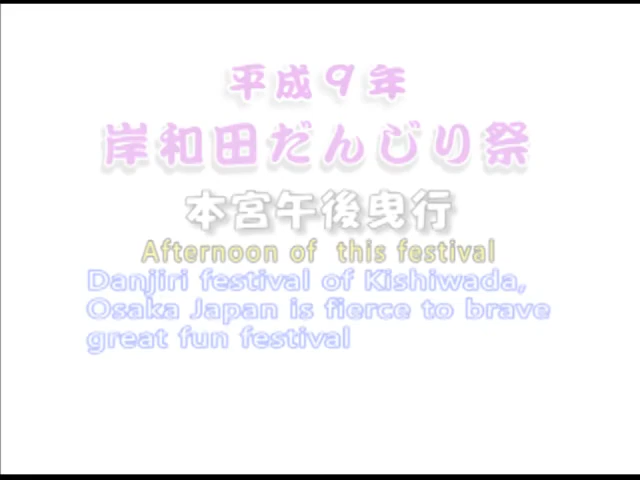 平成９年
岸和田だんじり祭
本宮午後曳行
Afternoon of this festival
Danjiri festival of Kishiwada,
Osaka Japan is fierce to brave
great fun festival